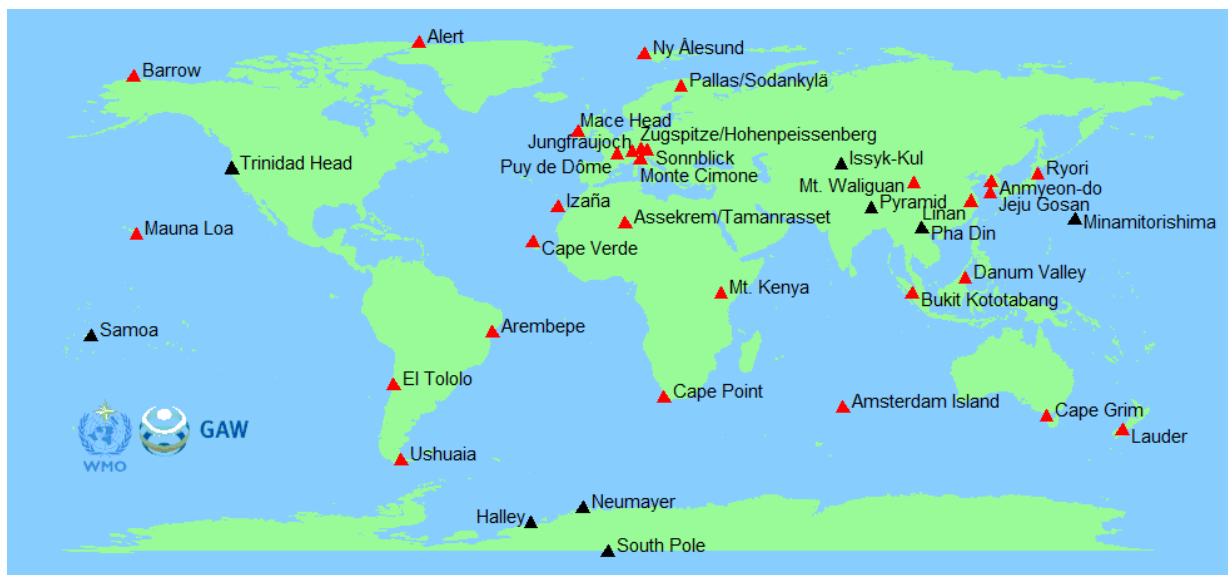 Alert
Ny Ålesund
Barrow
Pallas/Sodankylä
Mace Head
Jungfraujoch
Zugspitze/Hohenpeissenberg
Puy de Dôme
Sonnblick
Monte Cimone
Trinidad Head
Issyk-Kul
Ryori
Mt. Waliguan
Anmyeon-do
Izaña
Pyramid
Jeju Gosan
Linan
Mauna Loa
Assekrem/Tamanrasset
Minamitorishima
Pha Din
Cape Verde
Danum Valley
Mt. Kenya
Bukit Kototabang
Samoa
Arembepe
El Tololo
Cape Point
Amsterdam Island
Cape Grim
GAW
Lauder
WMO
Ushuaia
Neumayer
Halley
South Pole